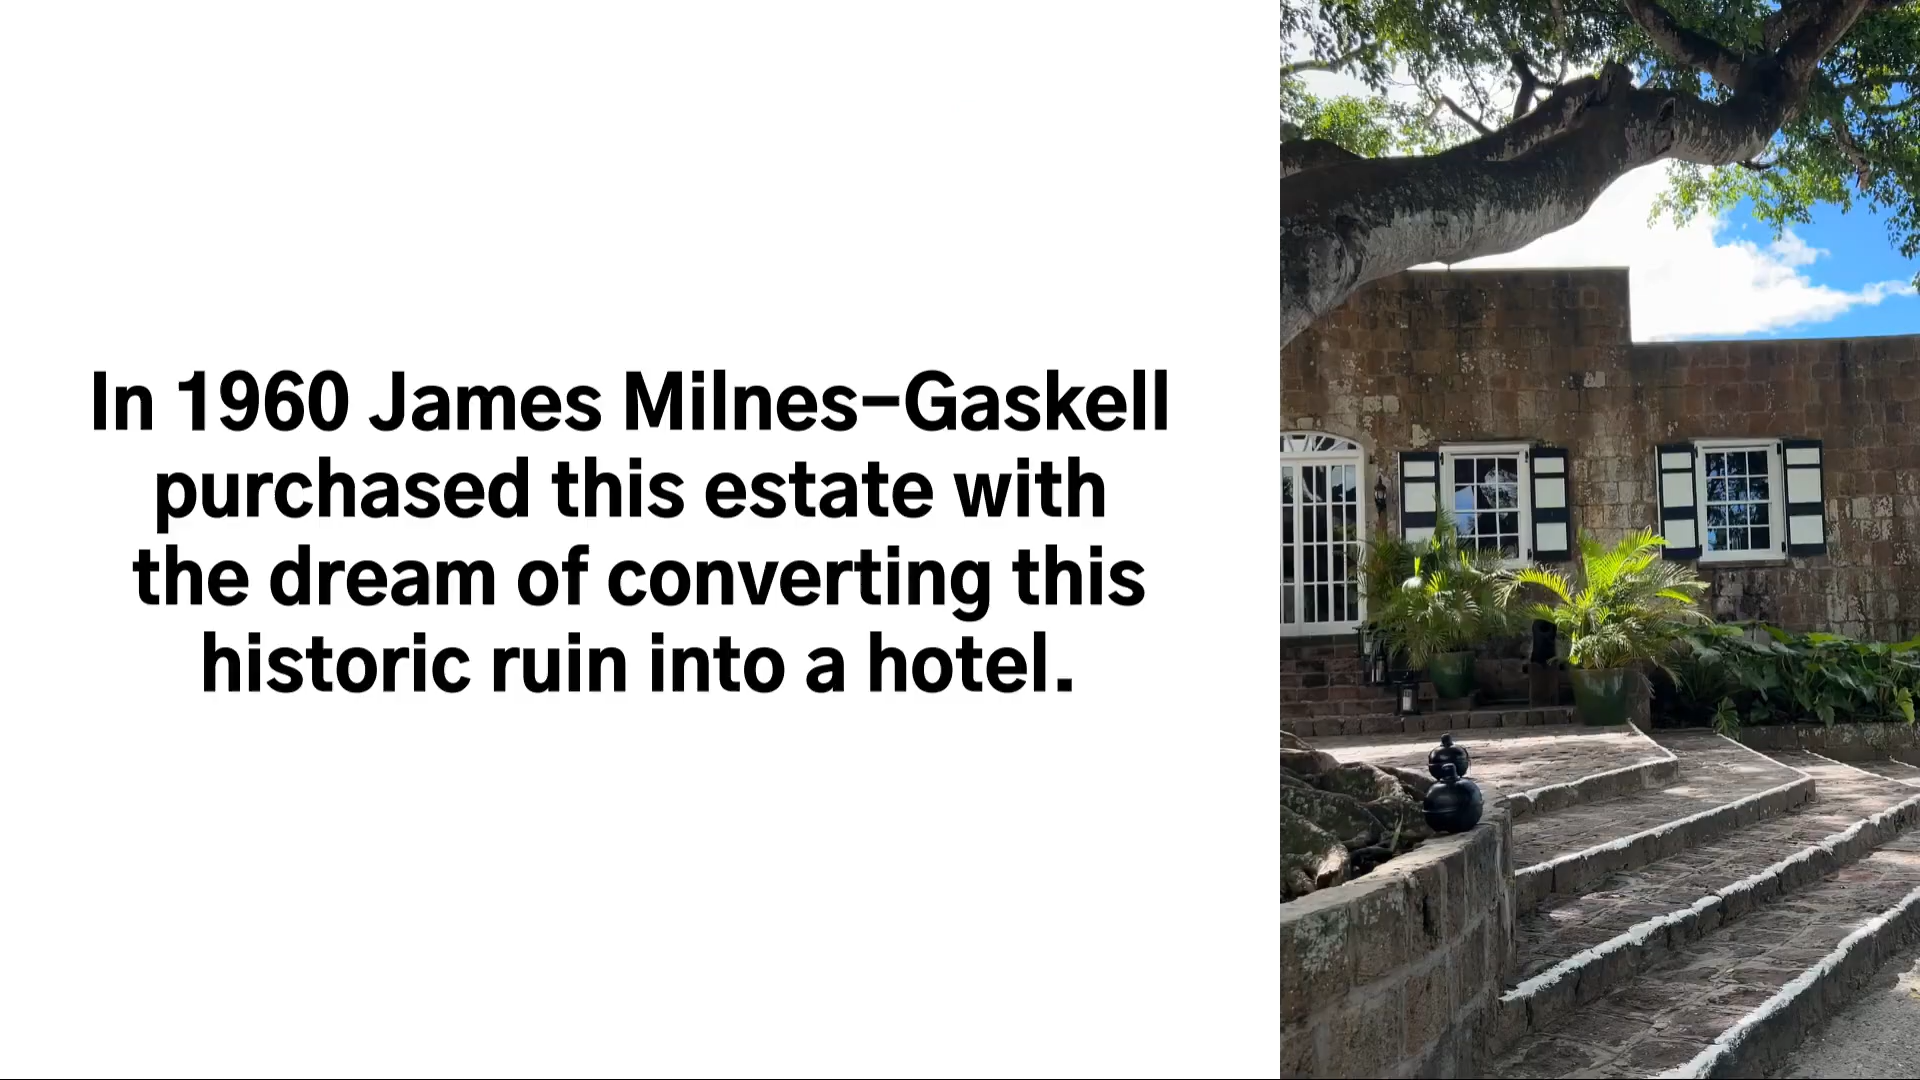 In 1960 James Milnes-Gaskell
purchased this estate with
the dream of converting this
historic ruin into a hotel.